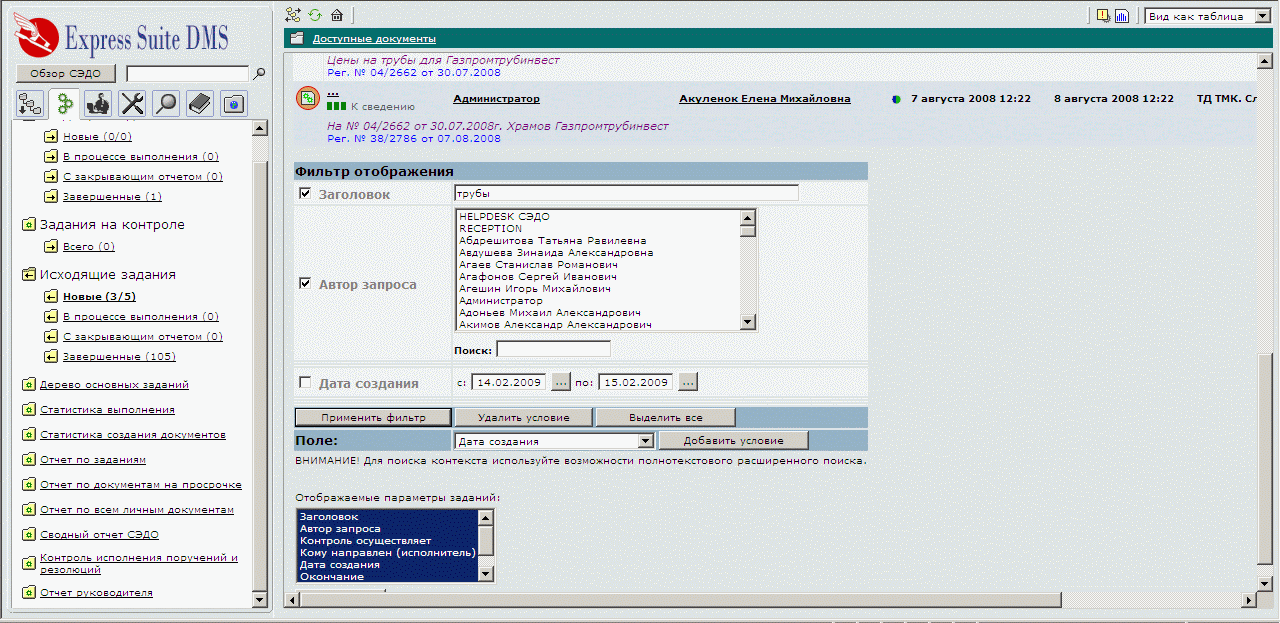 Express Suite DMS
Обзор СЭДО
Новые (0/0)
В процессе выполнения (0)
С закрывающим отчетом (0)
Завершенные (1)
Задания на контроле
Всего (0)
Исходящие задания
Новые (3/5)
В процессе выполнения (0)
С закрывающим отчетом (0)
Завершенные (105)
Дерево основных заданий
Статистика выполнения
Статистика создания документов
Отчет по заданиям
Отчет по документам на просрочке
Отчет по всем личным документам
Сводный отчет СЭДО
Контроль исполнения поручений и
резолюций
Отчет руководителя
Вид как таблица
Доступные документы
Цены на трубы для Газпромтрубинвест
Рег. № 04/2662 от 30.07.2008
...
К сведению Администратор Акуленок Елена Михайловна 7 августа 2008 12:22 8 августа 2008 12:22 ТД ТМК. Сл
На № 04/2662 от 30.07.2008г. Храмов Газпромтрубинвест
Рег. № 38/2786 от 07.08.2008
Фильтр отображения
Заголовок трубы
Автор запроса
HELPDESK СЭДО
RECEPTION
Абдрешитова Татьяна Равилевна
Авдушева Зинаида Александровна
Агаев Станислав Романович
Агафонов Сергей Иванович
Агешин Игорь Михайлович
Администратор
Адоньев Михаил Александрович
Акимов Александр Александрович
Поиск:
Дата создания с: 14.02.2009 ... по: 15.02.2009 ...
Применить фильтр Удалить условие Выделить все
Поле: Дата создания Добавить условие
ВНИМАНИЕ! Для поиска контекста используйте возможности полнотекстового расширенного поиска.
Отображаемые параметры заданий:
Заголовок
Автор запроса
Контроль осуществляет
Кому направлен (исполнитель)
Дата создания
Окончание